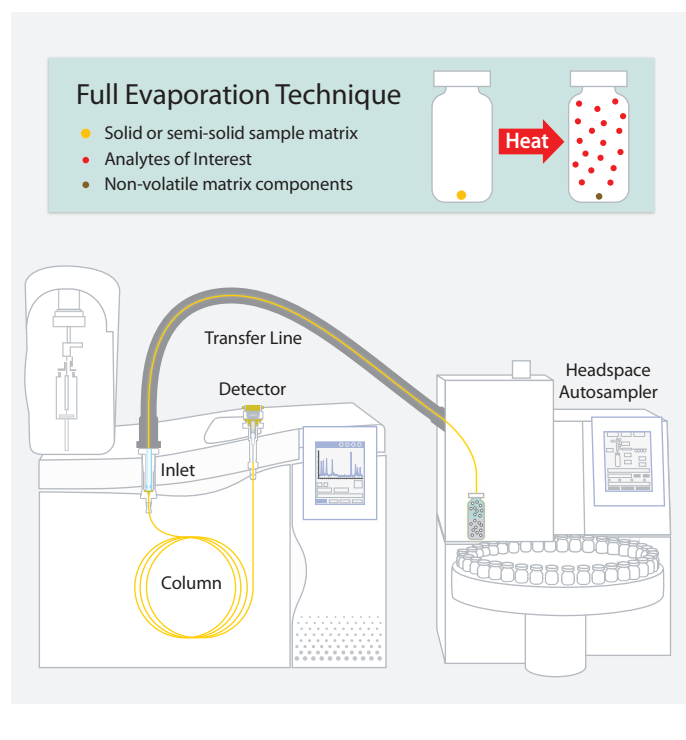 Full Evaporation Technique
Solid or semi-solid sample matrix
Analytes of Interest
Non-volatile matrix components
Heat
Transfer Line
Detector
Headspace
Autosampler
Inlet
Column